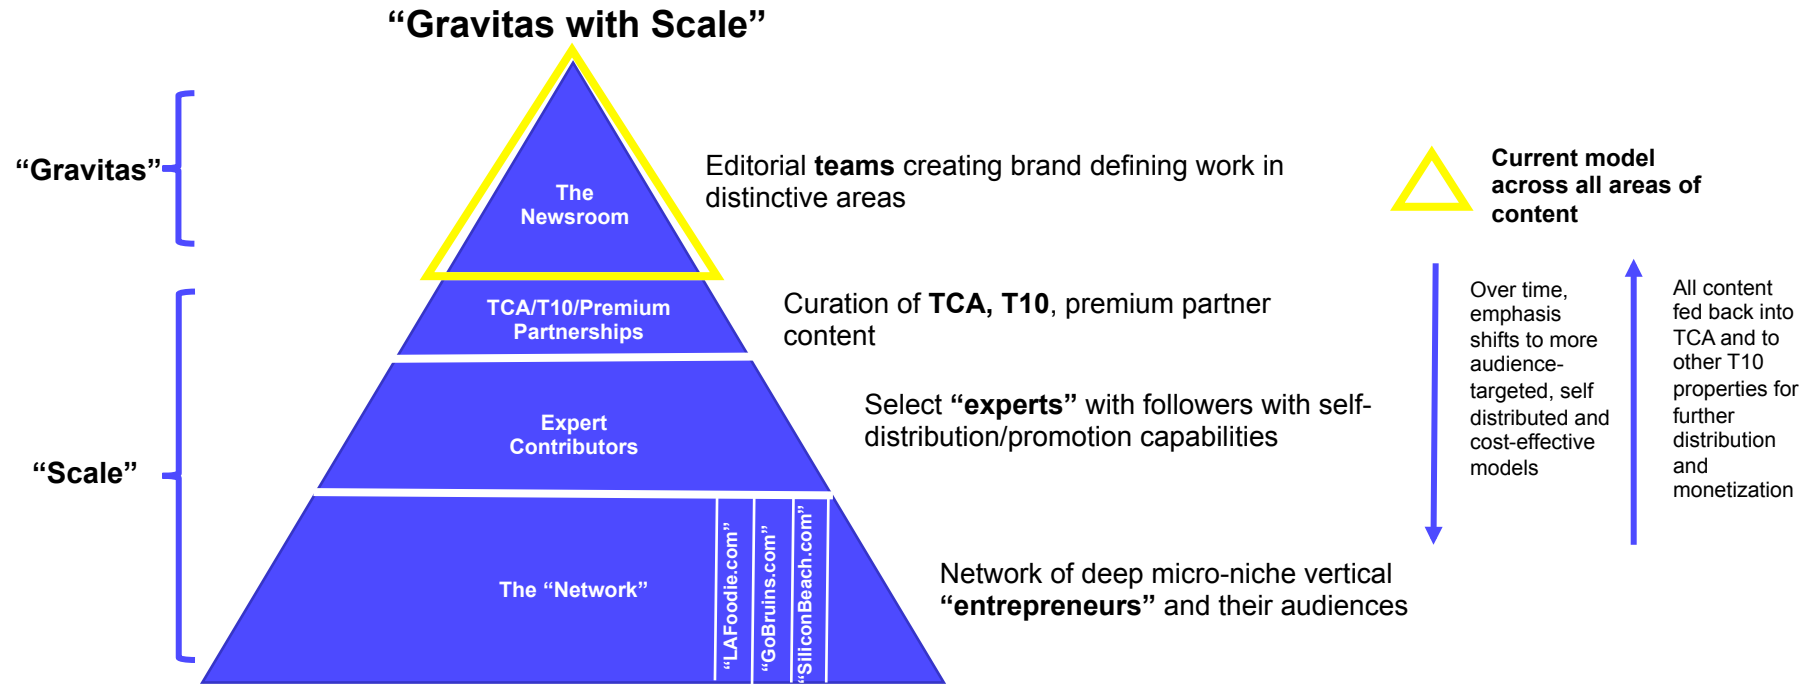 “Gravitas with Scale”
“Gravitas”
The
Newsroom
Editorial teams creating brand defining work in
distinctive areas
Current model
across all areas of
content
TCA/T10/Premium
Partnerships
Curation of TCA, T10, premium partner
content
“Scale”
Expert
Contributors
Select “experts” with followers with self-
distribution/promotion capabilities
The “Network”
“LAFoodie.com”
“GoBruins.com”
“SiliconBeach.com”
Network of deep micro-niche vertical
“entrepreneurs” and their audiences
Over time,
emphasis
shifts to more
audience-
targeted, self
distributed and
cost-effective
models
All content
fed back into
TCA and to
other T10
properties for
further
distribution
and
monetization